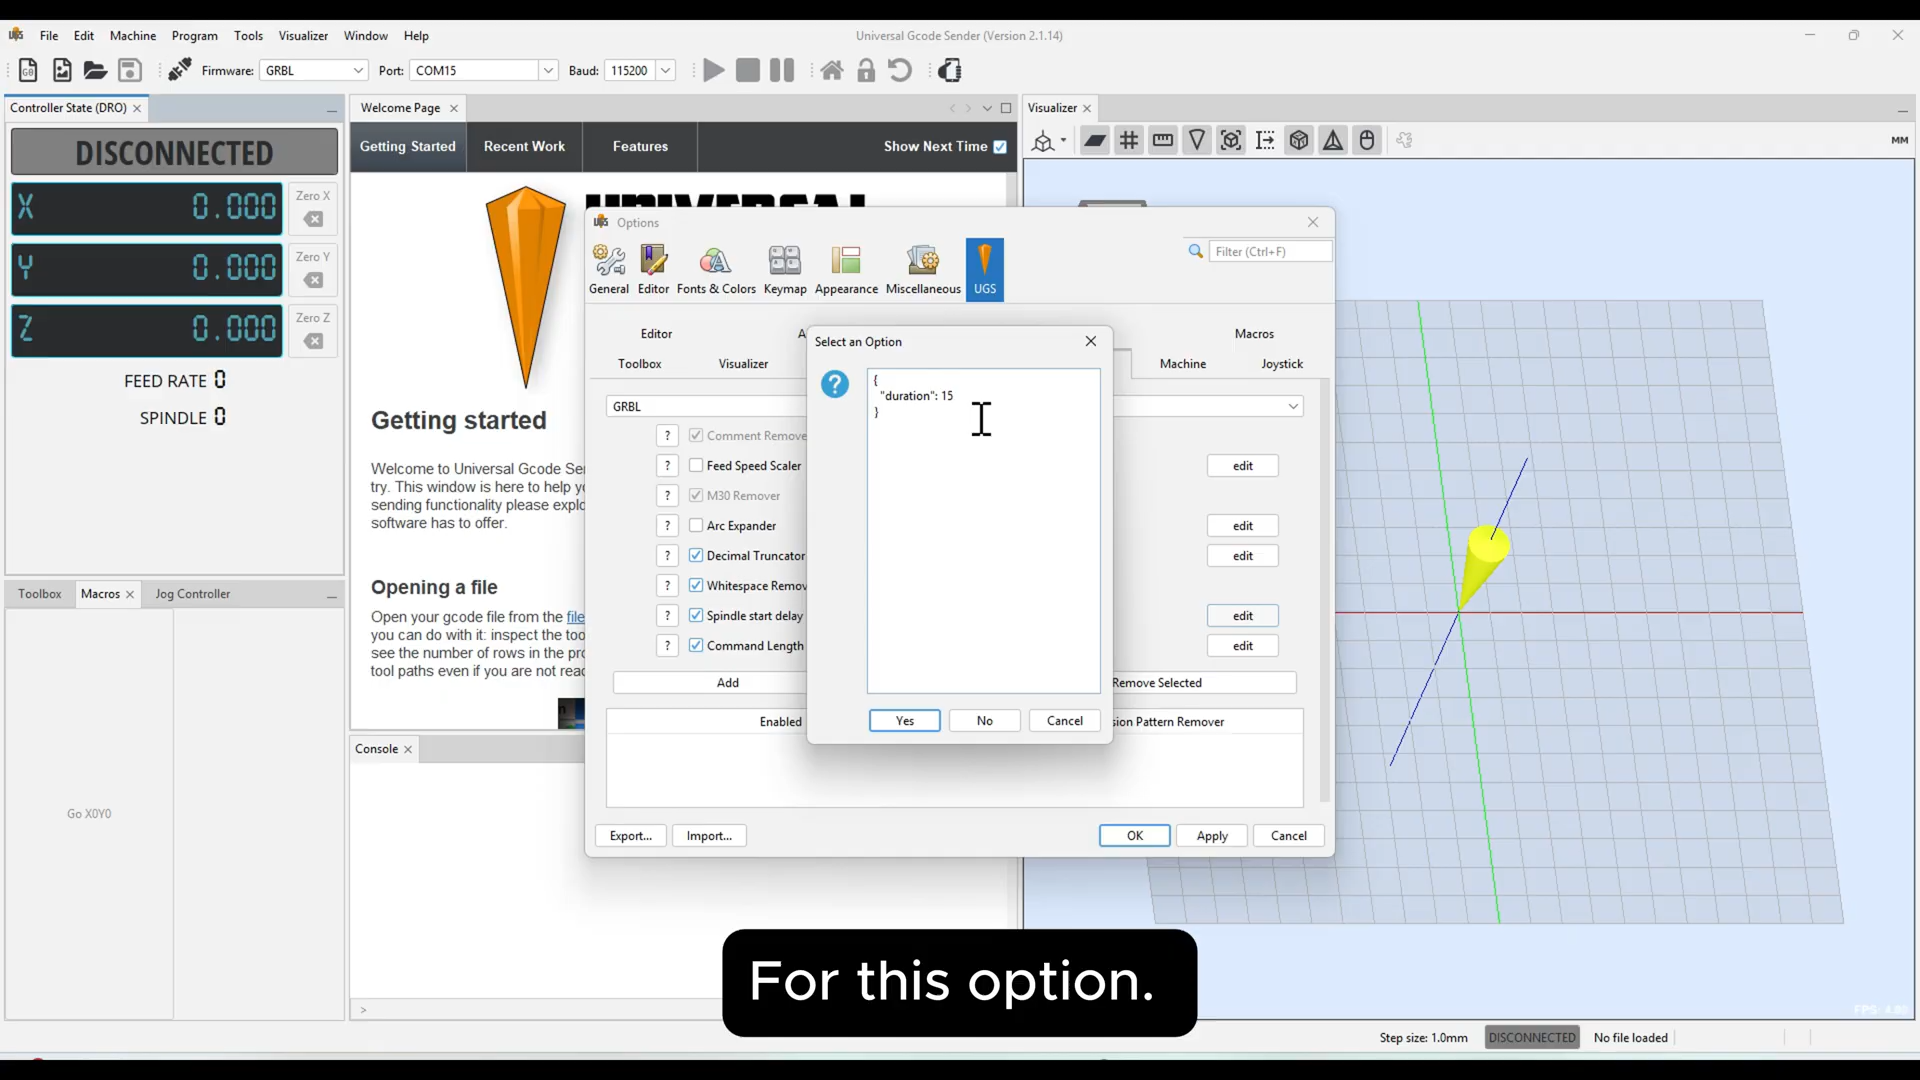 File Edit Machine Program Tools Visualizer Window Help
Universal Gcode Sender (Version 2.1.14)
Firmware: GRBL Port: COM15 Baud: 115200
Controller State (DRO)
Welcome Page
Visualizer
DISCONNECTED
Getting Started Recent Work Features Show Next Time
MM
X 0.000 Zero X
Y 0.000 Zero Y
Z 0.000 Zero Z
FEED RATE 0
SPINDLE 0
UNIVERSAL
Getting started
Welcome to Universal Gcode Se
try. This window is here to help y
sending functionality please expl
software has to offer.
Opening a file
Open your gcode file from the file
you can do with it: inspect the too
see the number of rows in the pr
tool paths even if you are not rea
Options
General Editor Fonts & Colors Keymap Appearance Miscellaneous UGS
Filter (Ctrl+F)
Editor Macros
Toolbox Visualizer Machine Joystick
GRBL
? Comment Remove
? Feed Speed Scaler edit
? M30 Remover
? Arc Expander edit
? Decimal Truncator edit
? Whitespace Remov
? Spindle start delay edit
? Command Length edit
Add Remove Selected
Enabled sion Pattern Remover
Export... Import... OK Apply Cancel
Select an Option
{
"duration": 15
}
Yes No Cancel
Toolbox Macros Jog Controller
Go X0Y0
Console
>
For this option.
Step size: 1.0mm DISCONNECTED No file loaded